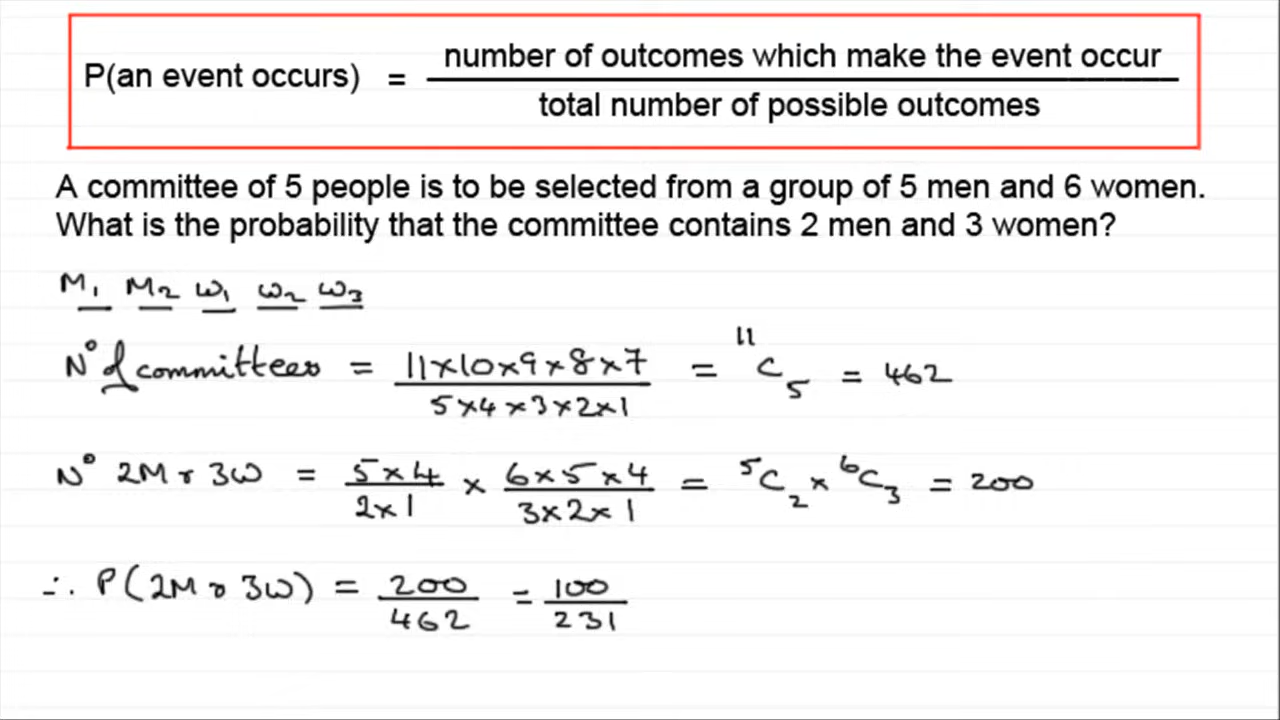 P(an event occurs) = number of outcomes which make the event occur / total number of possible outcomes
A committee of 5 people is to be selected from a group of 5 men and 6 women.
What is the probability that the committee contains 2 men and 3 women?
M₁ M₂ W₁ W₂ W₃
Nº of committees = 11×10×9×8×7 / 5×4×3×2×1 = ¹¹C₅ = 462
Nº 2M & 3W = 5×4 / 2×1 × 6×5×4 / 3×2×1 = ⁵C₂ × ⁶C₃ = 200
∴ P(2M & 3W) = 200 / 462 = 100 / 231